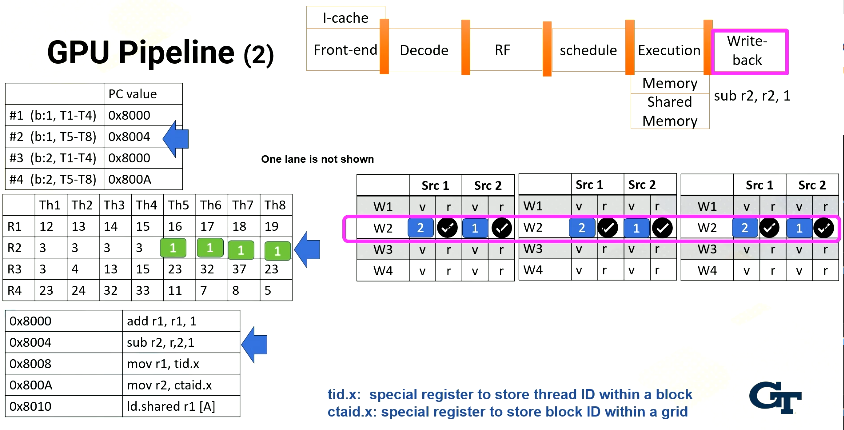 GPU Pipeline (2)
I-cache
Front-end Decode RF schedule Execution Write-back
Memory
Shared Memory
sub r2, r2, 1
PC value
#1 (b:1, T1-T4) 0x8000
#2 (b:1, T5-T8) 0x8004
#3 (b:2, T1-T4) 0x8000
#4 (b:2, T5-T8) 0x800A
One lane is not shown
Th1 Th2 Th3 Th4 Th5 Th6 Th7 Th8
R1 12 13 14 15 16 17 18 19
R2 3 3 3 3 1 1 1 1
R3 3 4 13 15 23 32 37 23
R4 23 24 32 33 11 7 8 5
Src 1 Src 2 Src 1 Src 2 Src 1 Src 2
W1 v r v r W1 v r v r W1 v r v r
W2 2 1 W2 2 1 W2 2 1
W3 v r v r W3 v r v r W3 v r v r
W4 v r v r W4 v r v r W4 v r v r
0x8000 add r1, r1, 1
0x8004 sub r2, r,2,1
0x8008 mov r1, tid.x
0x800A mov r2, ctaid.x
0x8010 ld.shared r1 [A]
tid.x: special register to store thread ID within a block
ctaid.x: special register to store block ID within a grid
GT